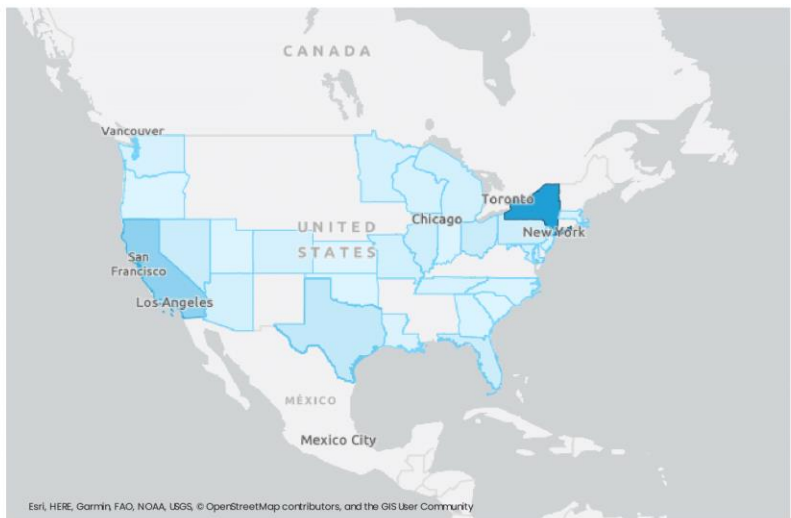 CANADA
Vancouver
Toronto
Chicago
UNITED
STATES
New York
San
Francisco
Los Angeles
MÉXICO
Mexico City
Esri, HERE, Garmin, FAO, NOAA, USGS, © OpenStreetMap contributors, and the GIS User Community